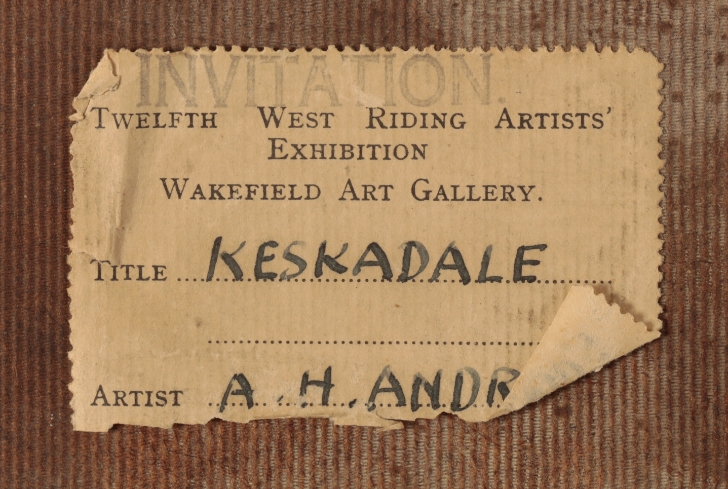 INVITATION.
TWELFTH WEST RIDING ARTISTS'
EXHIBITION
WAKEFIELD ART GALLERY.
TITLE KESKADALE
ARTIST A. H. ANDR